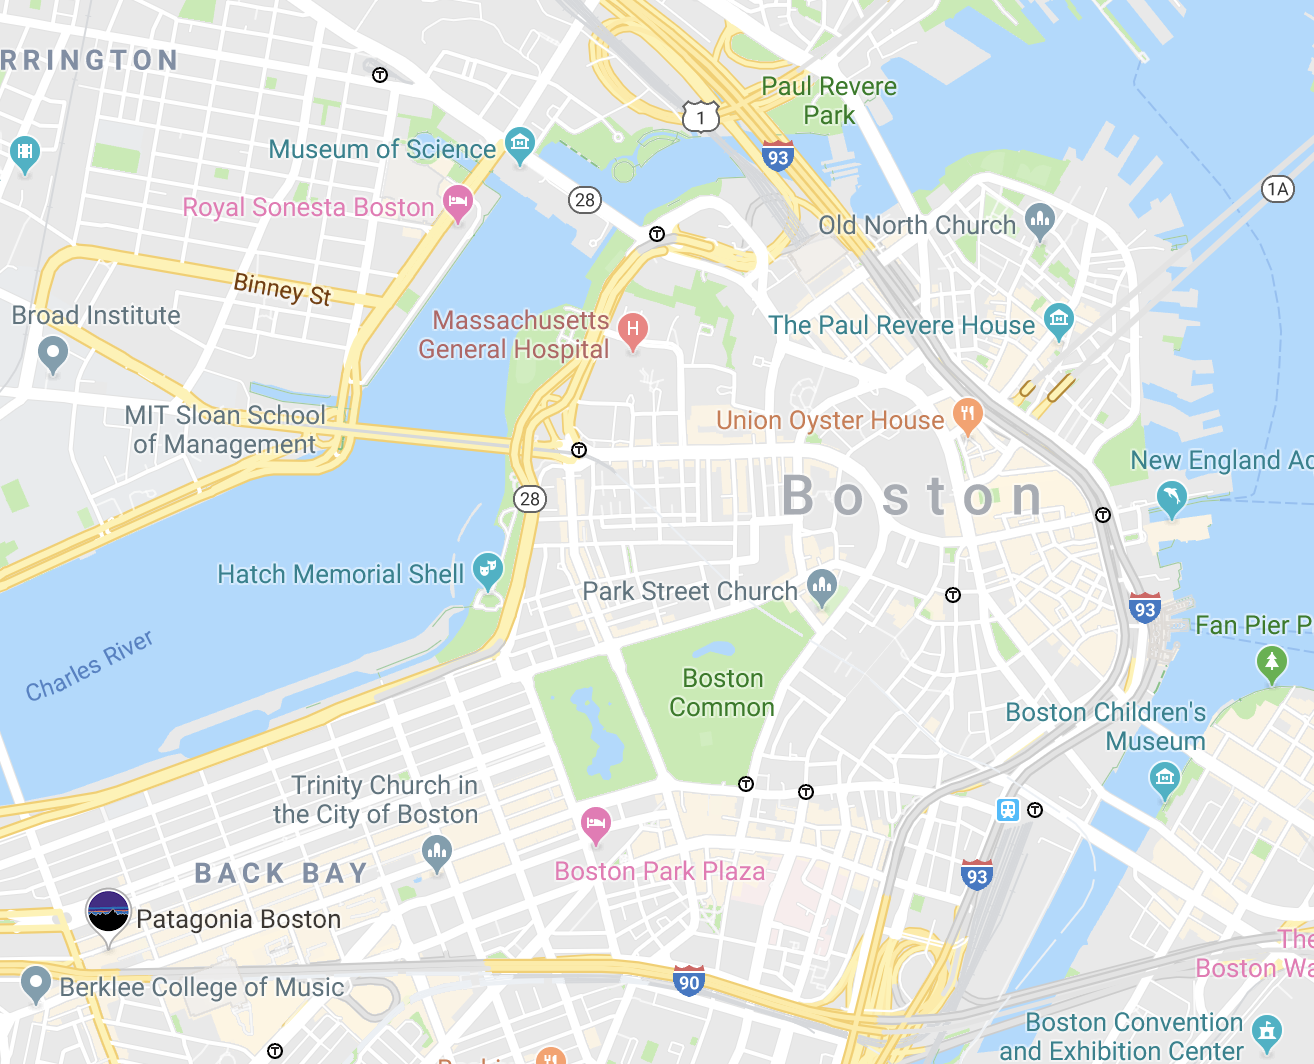 RRINGTON
Paul Revere
Park
1
Museum of Science
93
Royal Sonesta Boston
28
1A
Old North Church
Binney St
Broad Institute
Massachusetts
General Hospital
H
The Paul Revere House
MIT Sloan School
of Management
Union Oyster House
New England
Boston
28
Hatch Memorial Shell
Park Street Church
93
Fan Pier P
Charles River
Boston
Common
Boston Children's
Museum
Trinity Church in
the City of Boston
BACK BAY
Boston Park Plaza
93
Patagonia Boston
The
Boston Wa
90
Berklee College of Music
Boston Convention
and Exhibition Center